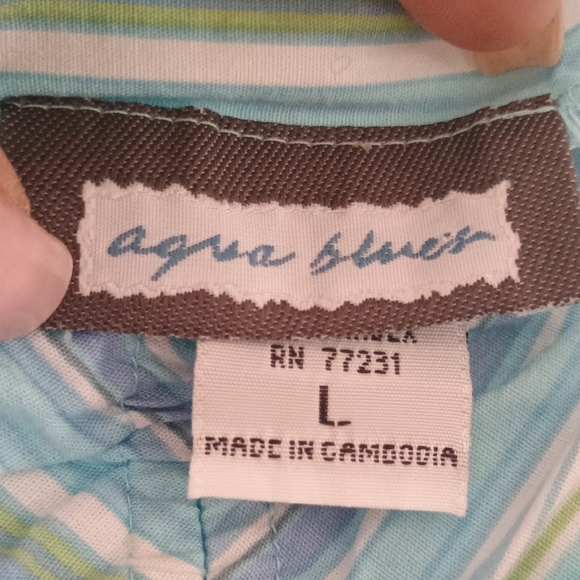 aqua blues
RN 77231
L
MADE IN CAMBODIA